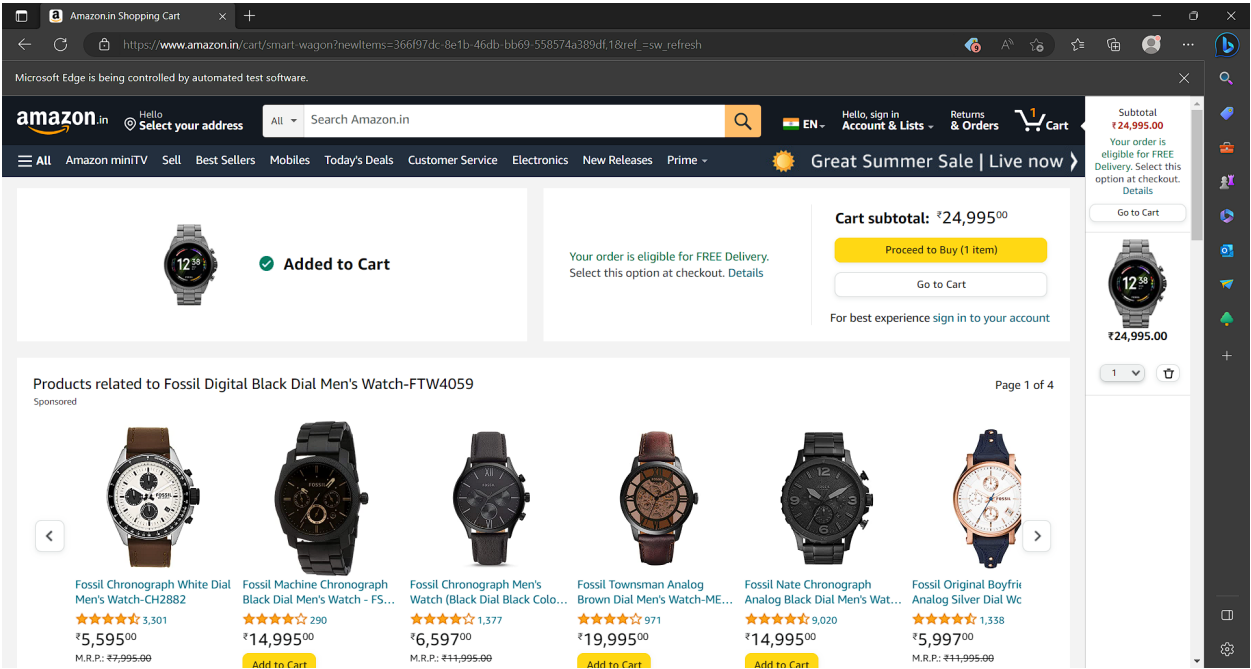 Amazon.in Shopping Cart
https://www.amazon.in/cart/smart-wagon?newItems=366f97dc-8e1b-46db-bb69-558574a389df,1&ref_=sw_refresh
Microsoft Edge is being controlled by automated test software.
amazon.in
Hello
Select your address
All
Search Amazon.in
EN
Hello, sign in
Account & Lists
Returns
& Orders
1
Cart
All
Amazon miniTV
Sell
Best Sellers
Mobiles
Today's Deals
Customer Service
Electronics
New Releases
Prime
Great Summer Sale | Live now
Subtotal
₹24,995.00
Your order is
eligible for FREE
Delivery. Select this
option at checkout.
Details
Go to Cart
12 38
₹24,995.00
1
12 38
Added to Cart
Your order is eligible for FREE Delivery.
Select this option at checkout. Details
Cart subtotal: ₹24,99500
Proceed to Buy (1 item)
Go to Cart
For best experience sign in to your account
Products related to Fossil Digital Black Dial Men's Watch-FTW4059
Page 1 of 4
Sponsored
Fossil Chronograph White Dial
Men's Watch-CH2882
3,301
₹5,59500
M.R.P.: ₹7,995.00
Fossil Machine Chronograph
Black Dial Men's Watch - FS...
290
₹14,99500
Add to Cart
Fossil Chronograph Men's
Watch (Black Dial Black Colo...
1,377
₹6,59700
M.R.P.: ₹11,995.00
Fossil Townsman Analog
Brown Dial Men's Watch-ME...
971
₹19,99500
Add to Cart
Fossil Nate Chronograph
Analog Black Dial Men's Wat...
9,020
₹14,99500
Add to Cart
Fossil Original Boyfrie
Analog Silver Dial Wo
1,338
₹5,99700
M.R.P.: ₹11,995.00